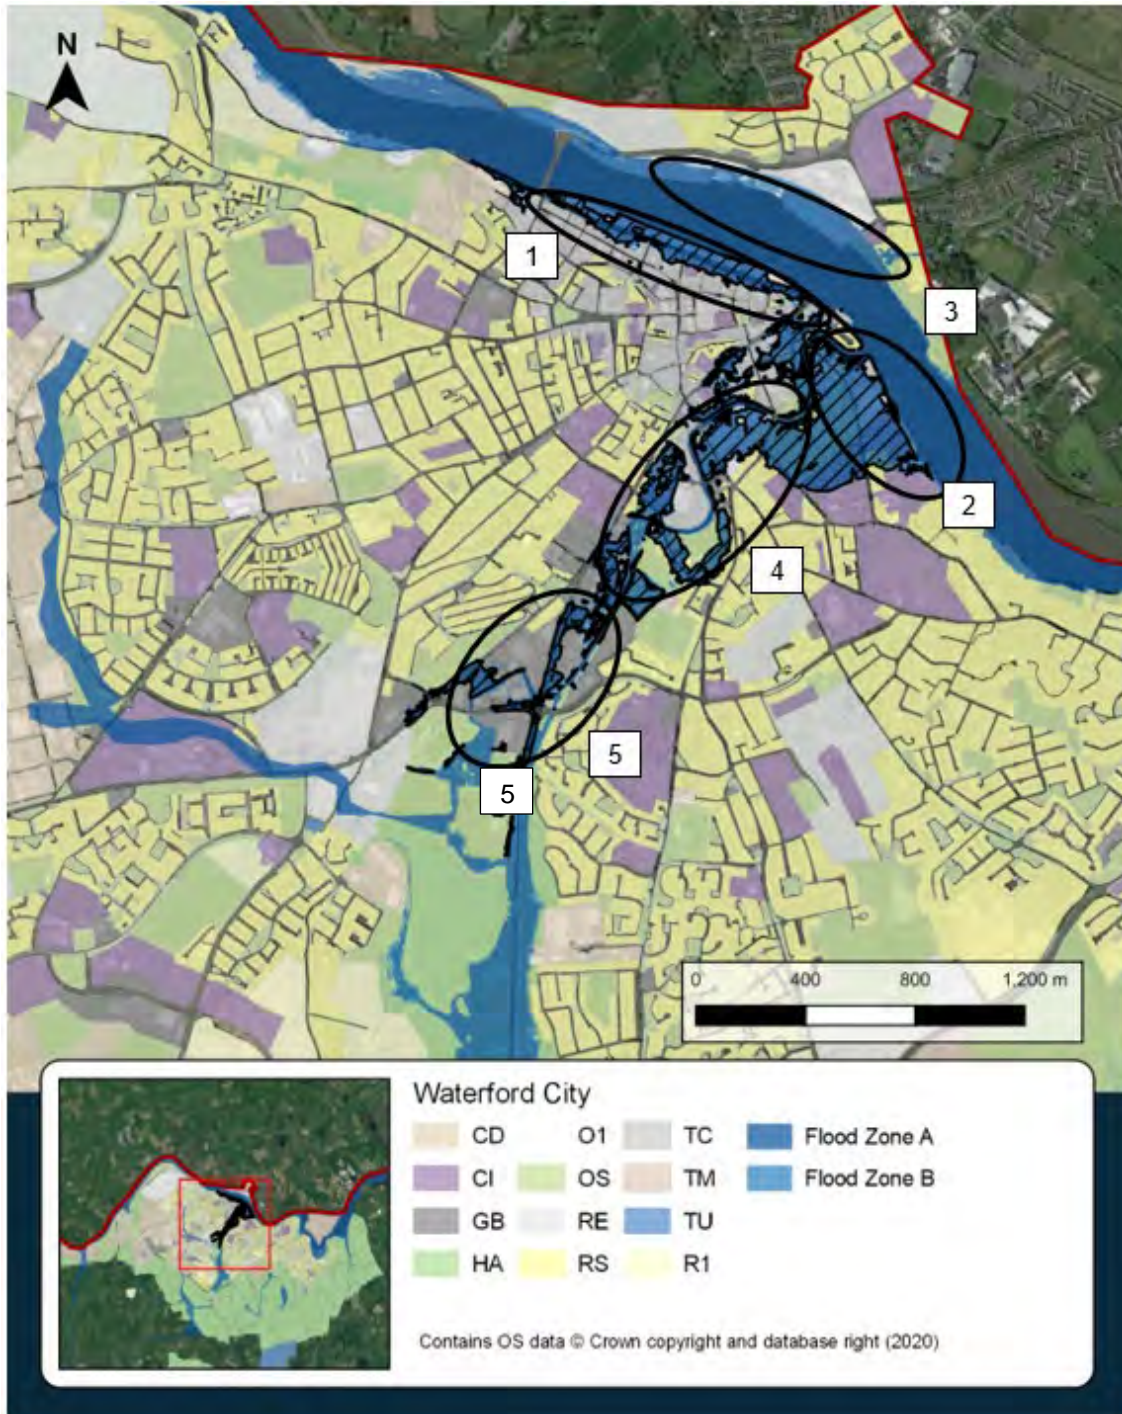 N
1
3
2
4
5
5
0 400 800 1,200 m
Waterford City
CD O1 TC Flood Zone A
CI OS TM Flood Zone B
GB RE TU
HA RS R1
Contains OS data © Crown copyright and database right (2020)